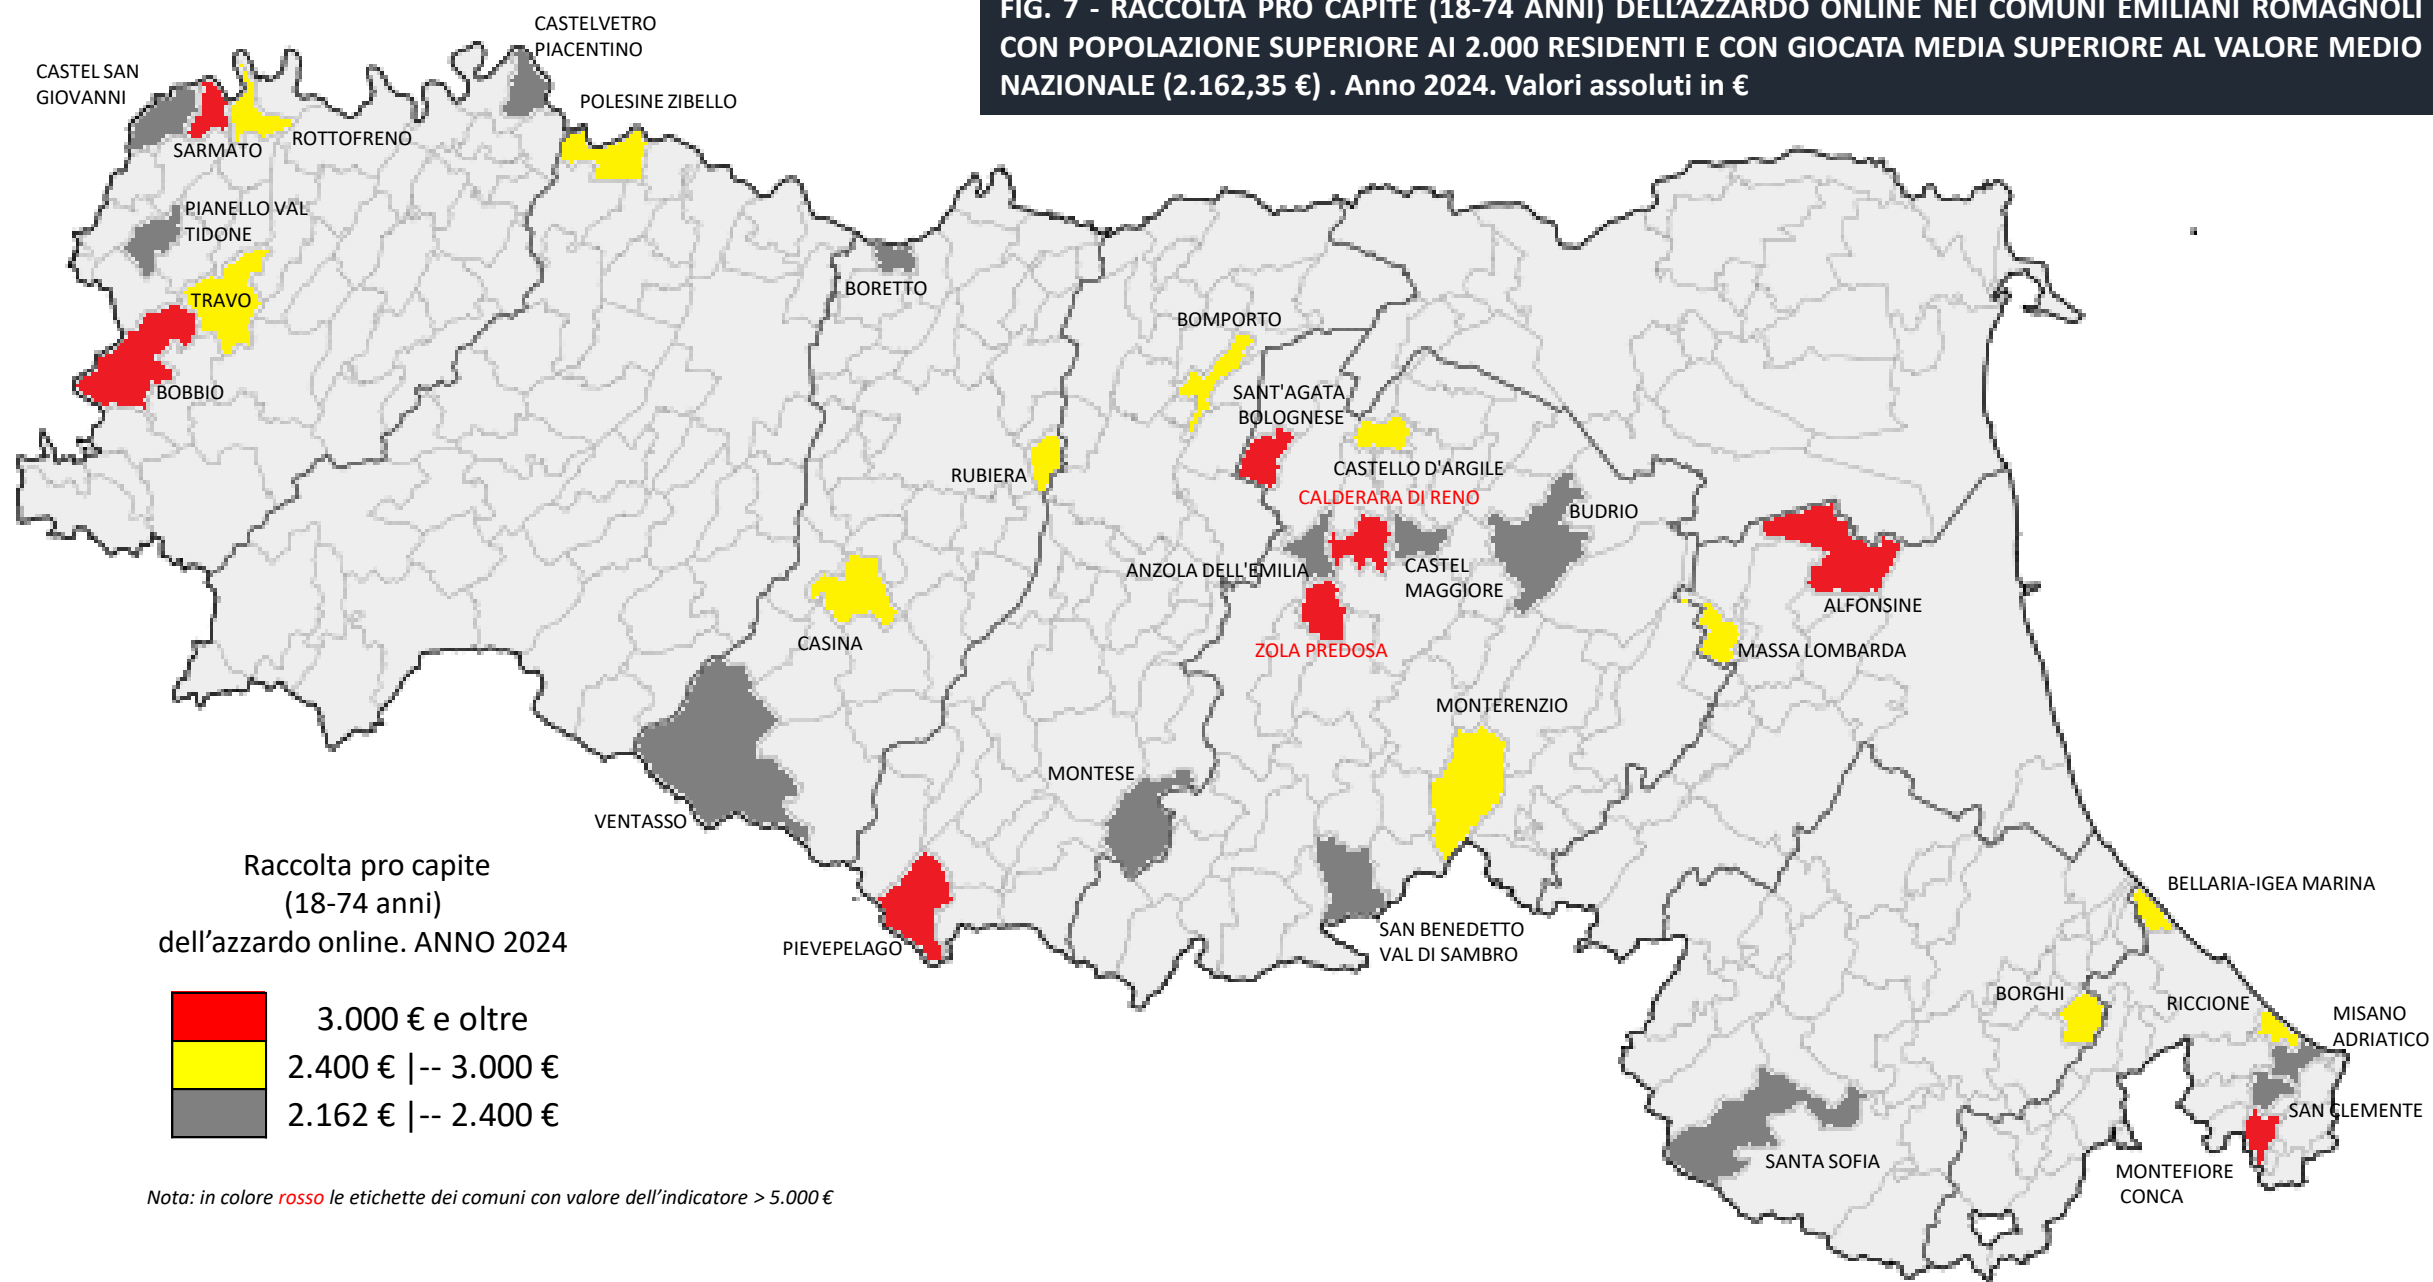 FIG. 7 - RACCOLTA PRO CAPITE (18-74 ANNI) DELL'AZZARDO ONLINE NEI COMUNI EMILIANI ROMAGNOLI
CON POPOLAZIONE SUPERIORE AI 2.000 RESIDENTI E CON GIOCATA MEDIA SUPERIORE AL VALORE MEDIO
NAZIONALE (2.162,35 €) . Anno 2024. Valori assoluti in €
CASTELVETRO
PIACENTINO
CASTEL SAN
GIOVANNI
POLESINE ZIBELLO
ROTTOFRENO
SARMATO
PIANELLO VAL
TIDONE
BORETTO
TRAVO
BOMPORTO
BOBBIO
SANT'AGATA
BOLOGNESE
CASTELLO D'ARGILE
RUBIERA
CALDERARA DI RENO
BUDRIO
ANZOLA DELL'EMILIA
CASTEL
MAGGIORE
ALFONSINE
CASINA
ZOLA PREDOSA
MASSA LOMBARDA
MONTERENZIO
MONTESE
VENTASSO
BELLARIA-IGEA MARINA
SAN BENEDETTO
VAL DI SAMBRO
PIEVEPELAGO
BORGHI
RICCIONE
MISANO
ADRIATICO
SAN CLEMENTE
SANTA SOFIA
MONTEFIORE
CONCA
Raccolta pro capite
(18-74 anni)
dell'azzardo online. ANNO 2024
3.000 € e oltre
2.400 € |-- 3.000 €
2.162 € |-- 2.400 €
Nota: in colore rosso le etichette dei comuni con valore dell'indicatore > 5.000 €